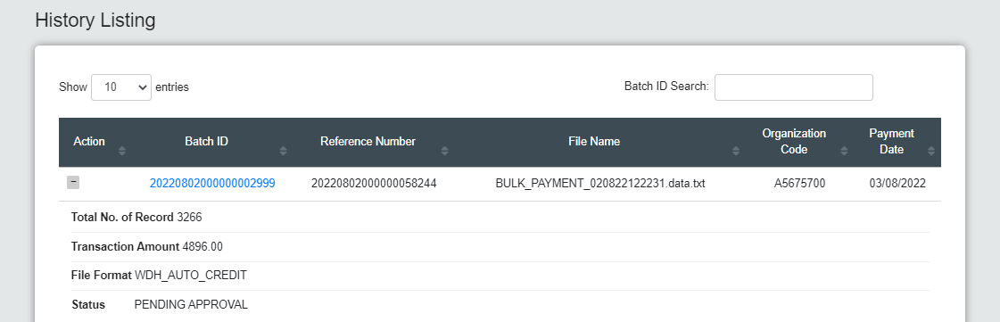 History Listing
Show 10 entries
Batch ID Search:
Action Batch ID Reference Number File Name Organization Code Payment Date
− 20220802000000002999 20220802000000058244 BULK_PAYMENT_020822122231.data.txt A5675700 03/08/2022
Total No. of Record 3266
Transaction Amount 4896.00
File Format WDH_AUTO_CREDIT
Status PENDING APPROVAL